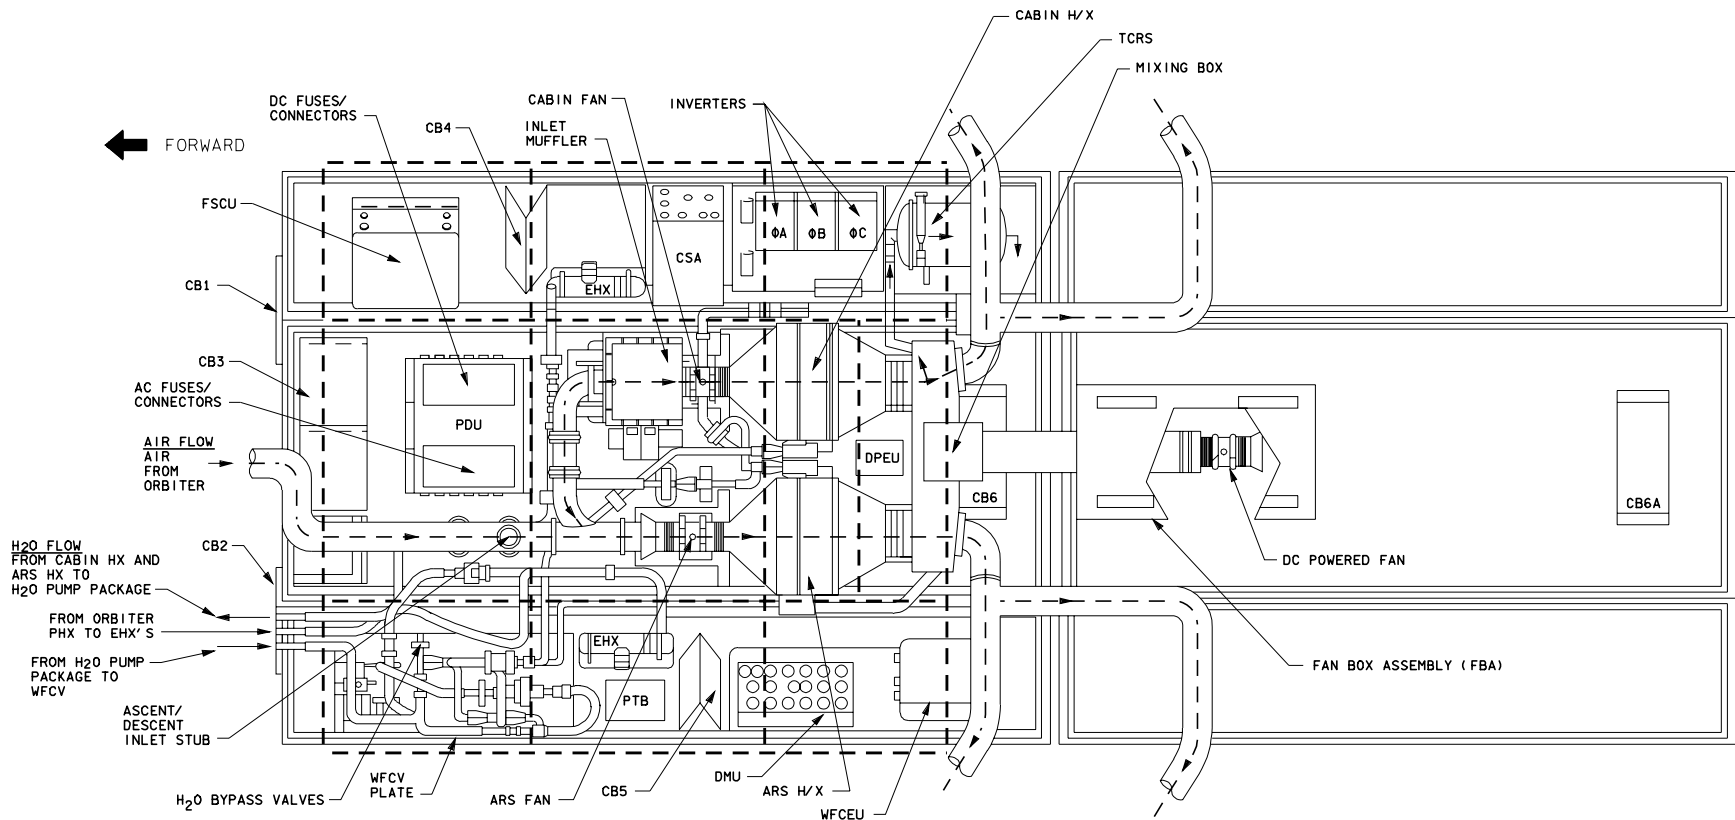 CABIN H/X
TCRS
MIXING BOX
DC FUSES/
CONNECTORS
CABIN FAN
INVERTERS
CB4
INLET
MUFFLER
FORWARD
FSCU
ΦA
ΦB
ΦC
CSA
CB1
EHX
CB3
AC FUSES/
CONNECTORS
PDU
AIR FLOW
AIR
FROM
ORBITER
DPEU
CB6
CB6A
H2O FLOW
FROM CABIN HX AND
ARS HX TO
H2O PUMP PACKAGE
CB2
DC POWERED FAN
FROM ORBITER
PHX TO EHX'S
EHX
FROM H2O PUMP
PACKAGE TO
WFCV
FAN BOX ASSEMBLY (FBA)
PTB
ASCENT/
DESCENT
INLET STUB
WFCV
PLATE
H2O BYPASS VALVES
ARS FAN
CB5
DMU
ARS H/X
WFCEU